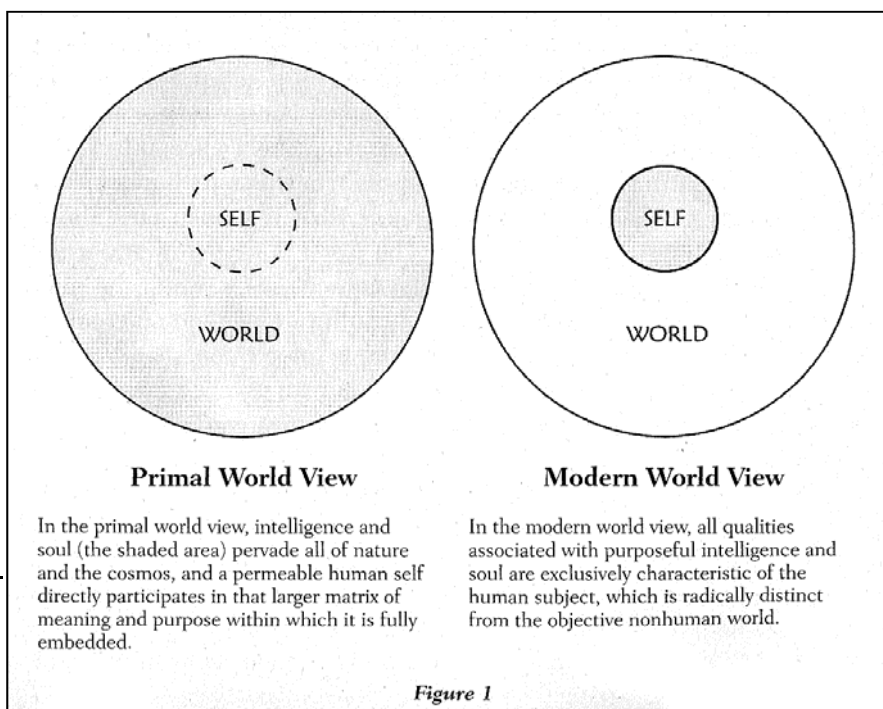 SELF
WORLD
Primal World View
In the primal world view, intelligence and
soul (the shaded area) pervade all of nature
and the cosmos, and a permeable human self
directly participates in that larger matrix of
meaning and purpose within which it is fully
embedded.
SELF
WORLD
Modern World View
In the modern world view, all qualities
associated with purposeful intelligence and
soul are exclusively characteristic of the
human subject, which is radically distinct
from the objective nonhuman world.
Figure 1